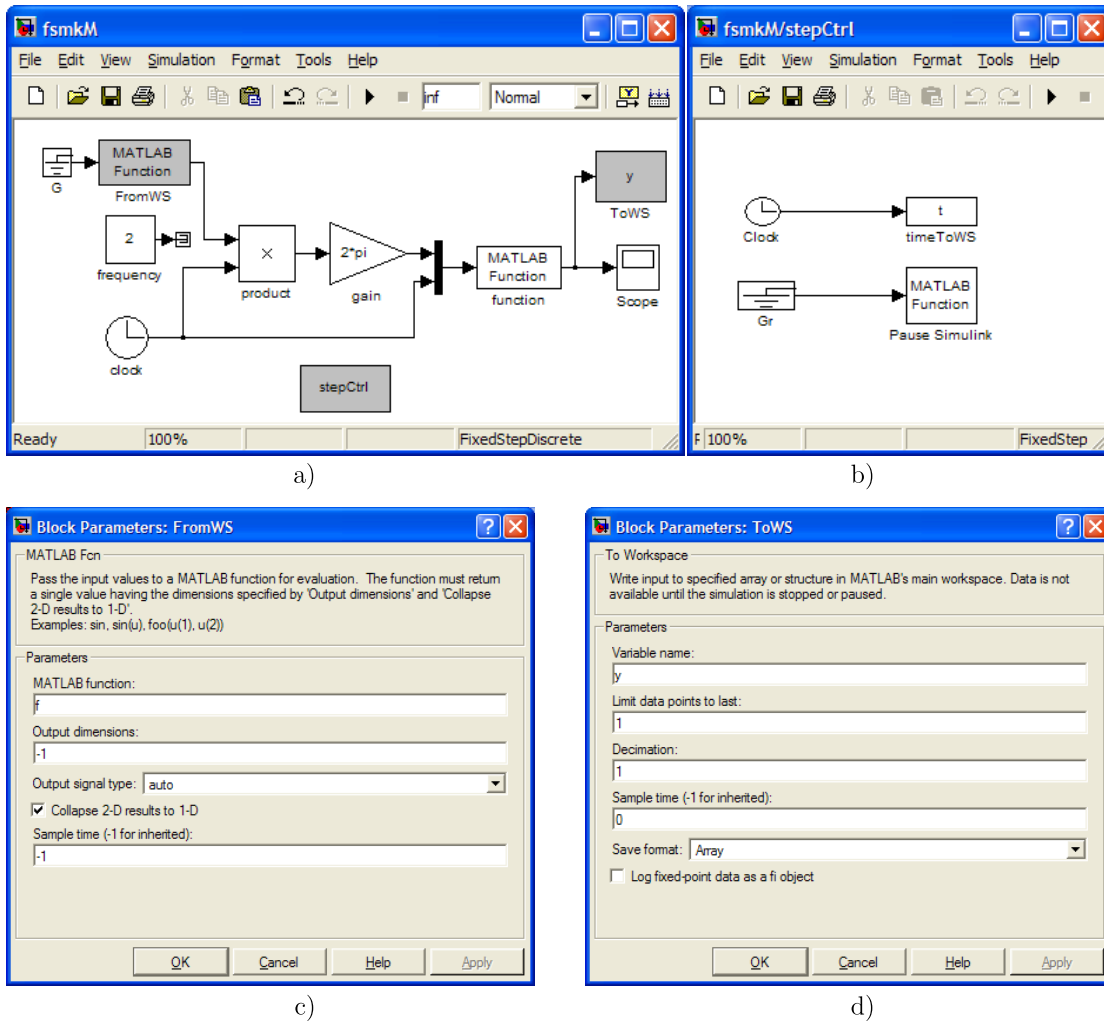 fsmkM
File Edit View Simulation Format Tools Help
inf Normal
G
MATLAB
Function
FromWS
2
frequency
×
product
2*pi
gain
clock
MATLAB
Function
function
y
ToWS
Scope
stepCtrl
Ready 100% FixedStepDiscrete
a)
fsmkM/stepCtrl
File Edit View Simulation Format Tools Help
Clock
t
timeToWS
Gr
MATLAB
Function
Pause Simulink
100% FixedStep
b)
Block Parameters: FromWS
MATLAB Fcn
Pass the input values to a MATLAB function for evaluation. The function must return
a single value having the dimensions specified by 'Output dimensions' and 'Collapse
2-D results to 1-D'.
Examples: sin, sin(u), foo(u(1), u(2))
Parameters
MATLAB function:
f
Output dimensions:
-1
Output signal type: auto
Collapse 2-D results to 1-D
Sample time (-1 for inherited):
-1
OK Cancel Help Apply
c)
Block Parameters: ToWS
To Workspace
Write input to specified array or structure in MATLAB's main workspace. Data is not
available until the simulation is stopped or paused.
Parameters
Variable name:
y
Limit data points to last:
1
Decimation:
1
Sample time (-1 for inherited):
0
Save format: Array
Log fixed-point data as a fi object
OK Cancel Help Apply
d)